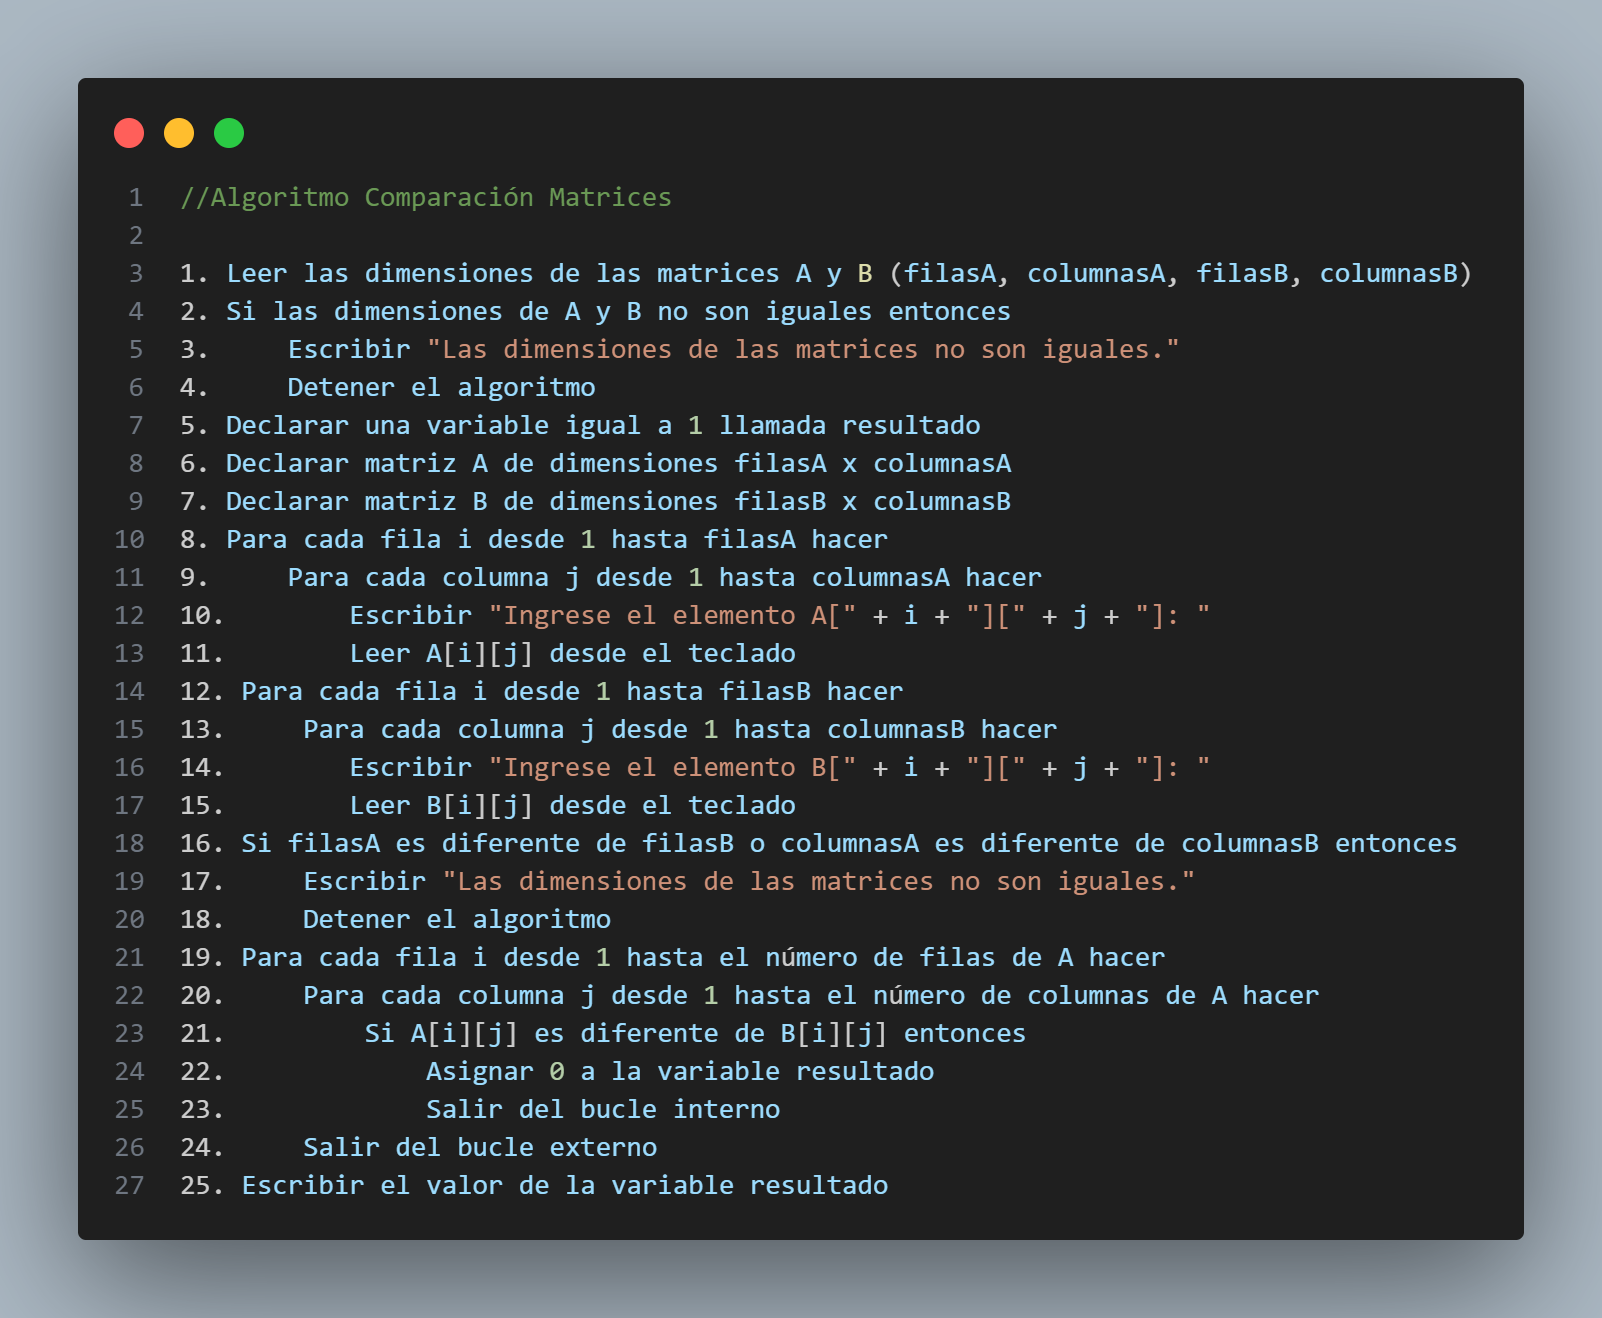 1 //Algoritmo Comparación Matrices
2
3 1. Leer las dimensiones de las matrices A y B (filasA, columnasA, filasB, columnasB)
4 2. Si las dimensiones de A y B no son iguales entonces
5 3.     Escribir "Las dimensiones de las matrices no son iguales."
6 4.     Detener el algoritmo
7 5. Declarar una variable igual a 1 llamada resultado
8 6. Declarar matriz A de dimensiones filasA x columnasA
9 7. Declarar matriz B de dimensiones filasB x columnasB
10 8. Para cada fila i desde 1 hasta filasA hacer
11 9.     Para cada columna j desde 1 hasta columnasA hacer
12 10.        Escribir "Ingrese el elemento A[" + i + "][" + j + "]: "
13 11.        Leer A[i][j] desde el teclado
14 12. Para cada fila i desde 1 hasta filasB hacer
15 13.     Para cada columna j desde 1 hasta columnasB hacer
16 14.        Escribir "Ingrese el elemento B[" + i + "][" + j + "]: "
17 15.        Leer B[i][j] desde el teclado
18 16. Si filasA es diferente de filasB o columnasA es diferente de columnasB entonces
19 17.     Escribir "Las dimensiones de las matrices no son iguales."
20 18.     Detener el algoritmo
21 19. Para cada fila i desde 1 hasta el número de filas de A hacer
22 20.     Para cada columna j desde 1 hasta el número de columnas de A hacer
23 21.         Si A[i][j] es diferente de B[i][j] entonces
24 22.             Asignar 0 a la variable resultado
25 23.             Salir del bucle interno
26 24.     Salir del bucle externo
27 25. Escribir el valor de la variable resultado